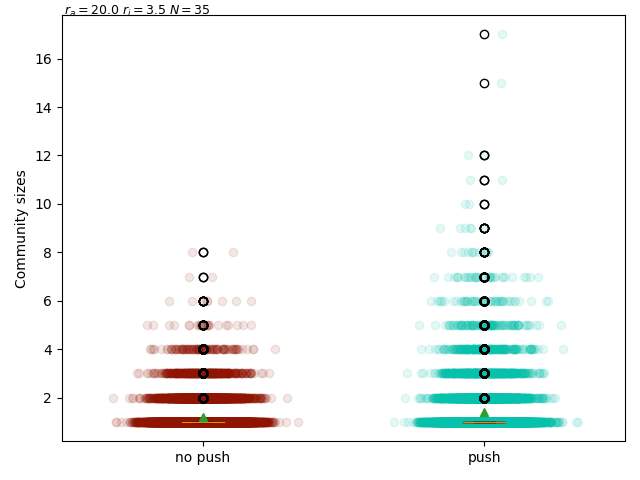 r_a = 20.0 r_i = 3.5 N = 35
Community sizes
16
14
12
10
8
6
4
2
no push push